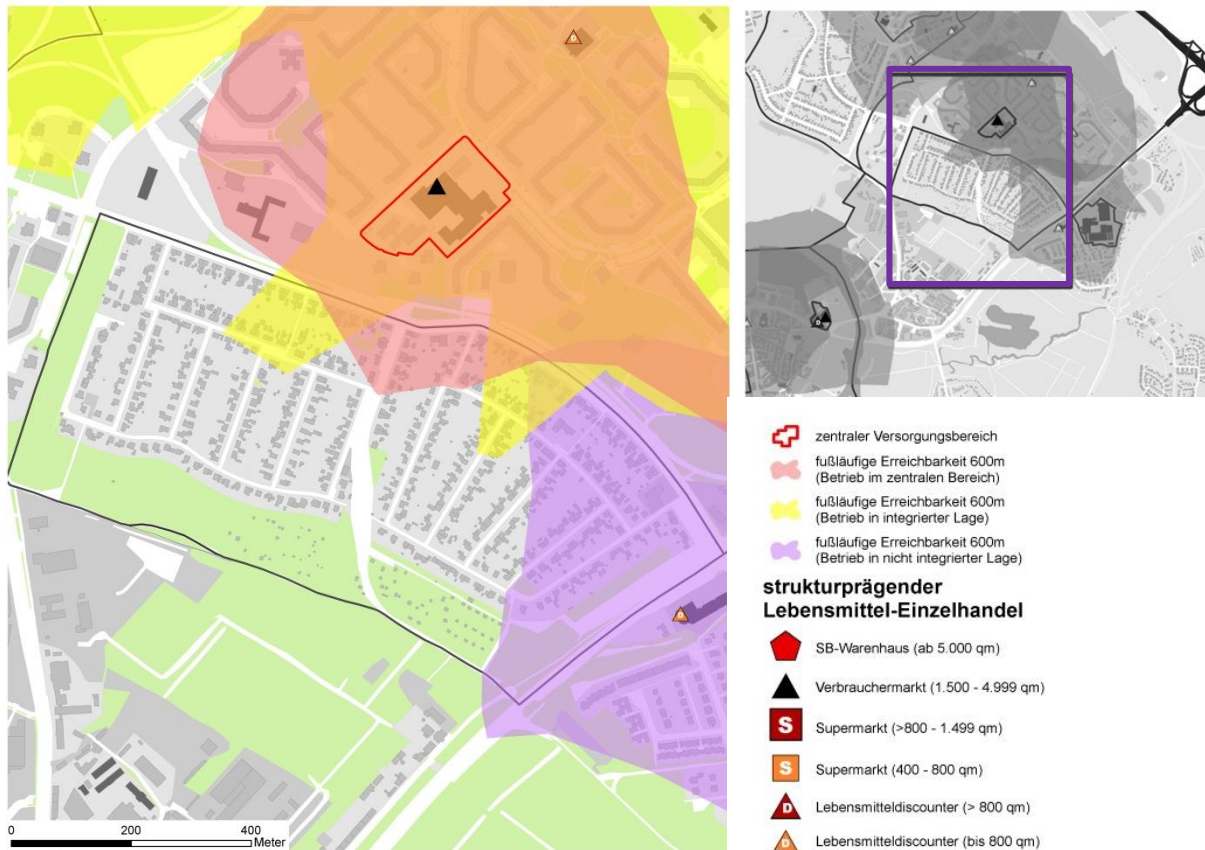 D
D
0
200
400
Meter
D
zentraler Versorgungsbereich
fußläufige Erreichbarkeit 600m
(Betrieb im zentralen Bereich)
fußläufige Erreichbarkeit 600m
(Betrieb in integrierter Lage)
fußläufige Erreichbarkeit 600m
(Betrieb in nicht integrierter Lage)
strukturprägender
Lebensmittel-Einzelhandel
SB-Warenhaus (ab 5.000 qm)
Verbrauchermarkt (1.500 - 4.999 qm)
S Supermarkt (>800 - 1.499 qm)
S Supermarkt (400 - 800 qm)
D Lebensmitteldiscounter (> 800 qm)
D Lebensmitteldiscounter (bis 800 qm)